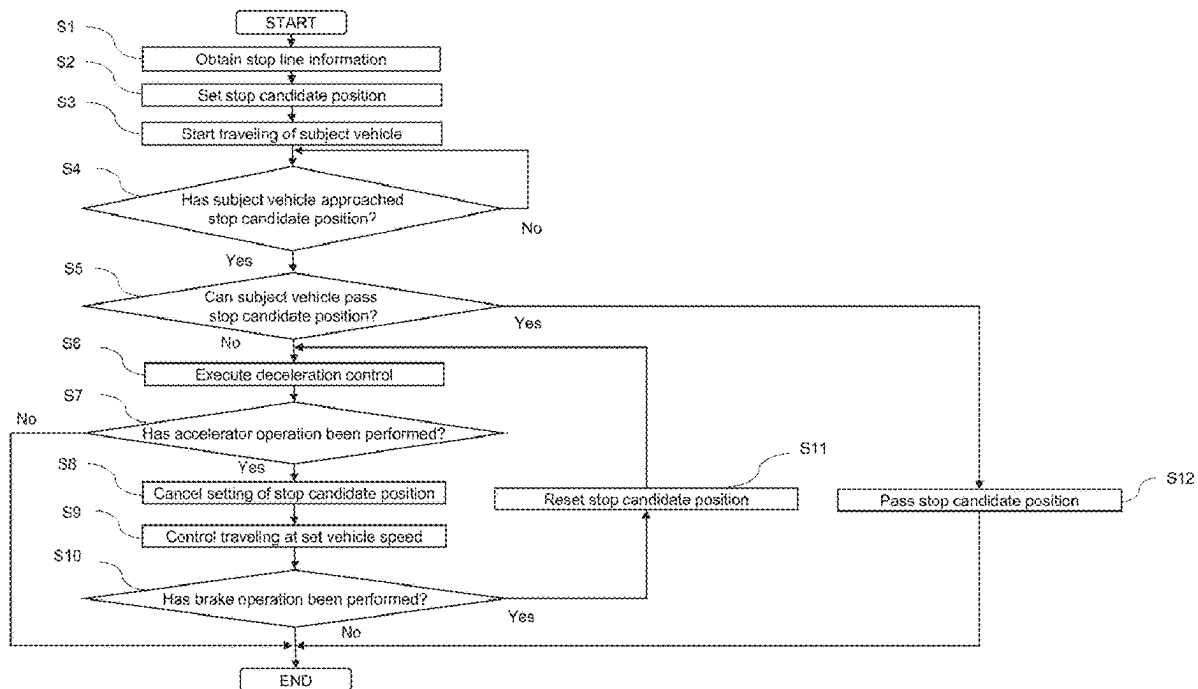 START
S1
Obtain stop line information
S2
Set stop candidate position
S3
Start traveling of subject vehicle
S4
Has subject vehicle approached
stop candidate position?
No
Yes
S5
Can subject vehicle pass
stop candidate position?
Yes
No
S6
Execute deceleration control
S7
No
Has accelerator operation been performed?
Yes
S8
Cancel setting of stop candidate position
S11
Reset stop candidate position
S12
Pass stop candidate position
S9
Control traveling at set vehicle speed
S10
Has brake operation been performed?
Yes
No
END